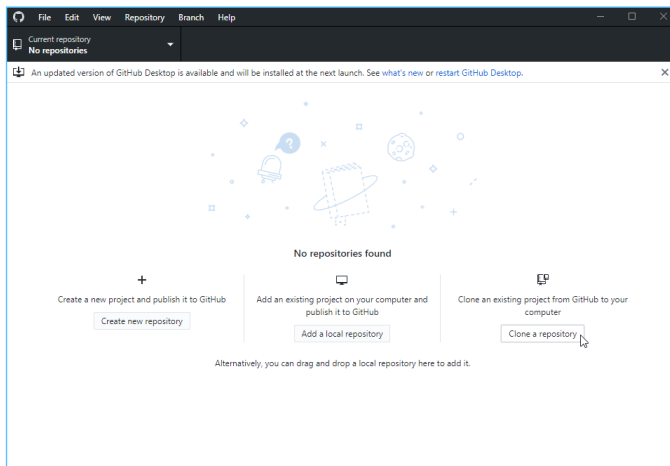 File Edit View Repository Branch Help
Current repository
No repositories
An updated version of GitHub Desktop is available and will be installed at the next launch. See what's new or restart GitHub Desktop.
?
No repositories found
Create a new project and publish it to GitHub
Create new repository
Add an existing project on your computer and
publish it to GitHub
Add a local repository
Clone an existing project from GitHub to your
computer
Clone a repository
Alternatively, you can drag and drop a local repository here to add it.